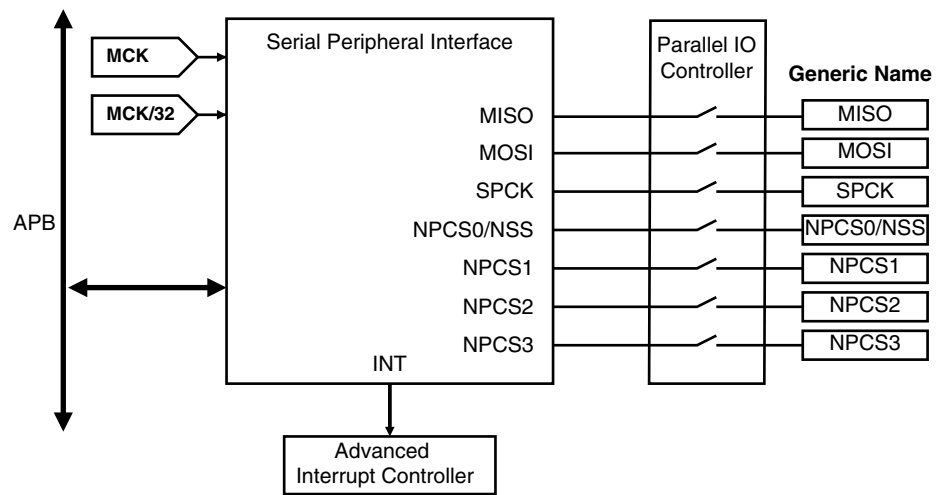 Serial Peripheral Interface
Parallel IO
Controller
Generic Name
MCK
MCK/32
APB
MISO
MISO
MOSI
MOSI
SPCK
SPCK
NPCS0/NSS
NPCS0/NSS
NPCS1
NPCS1
NPCS2
NPCS2
NPCS3
NPCS3
INT
Advanced
Interrupt Controller